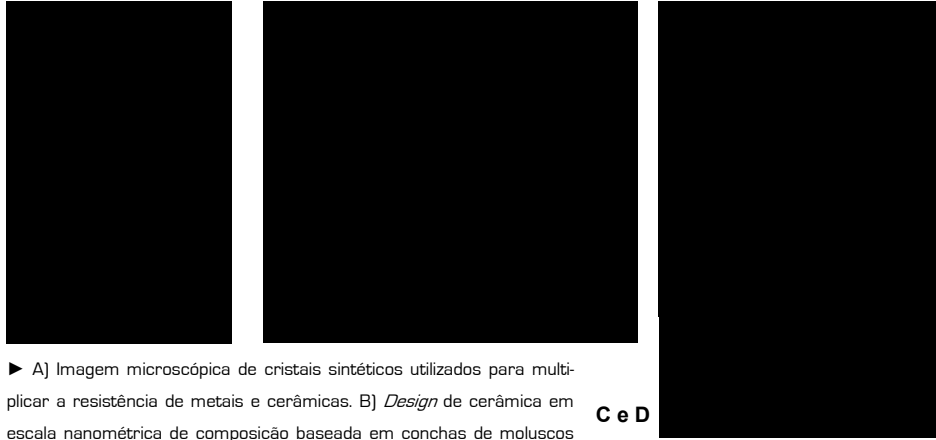 ► A) Imagem microscópica de cristais sintéticos utilizados para multi-
plicar a resistência de metais e cerâmicas. B) Design de cerâmica em
escala nanométrica de composição baseada em conchas de moluscos
C e D